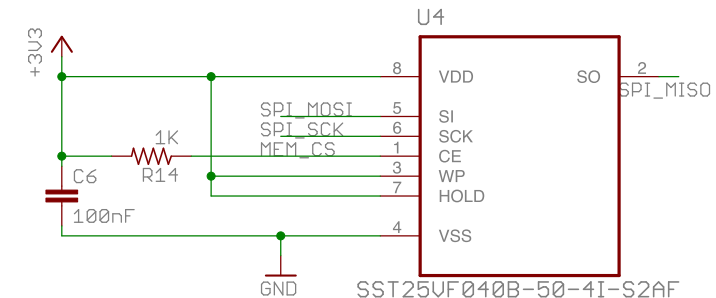 U4
+3V3
8 VDD SO 2
SPI_MISO
SPI_MOSI 5 SI
SPI_SCK 6 SCK
1K MEM_CS 1 CE
R14
C6
3 WP
7 HOLD
100nF
4 VSS
GND
SST25VF040B-50-4I-S2AF